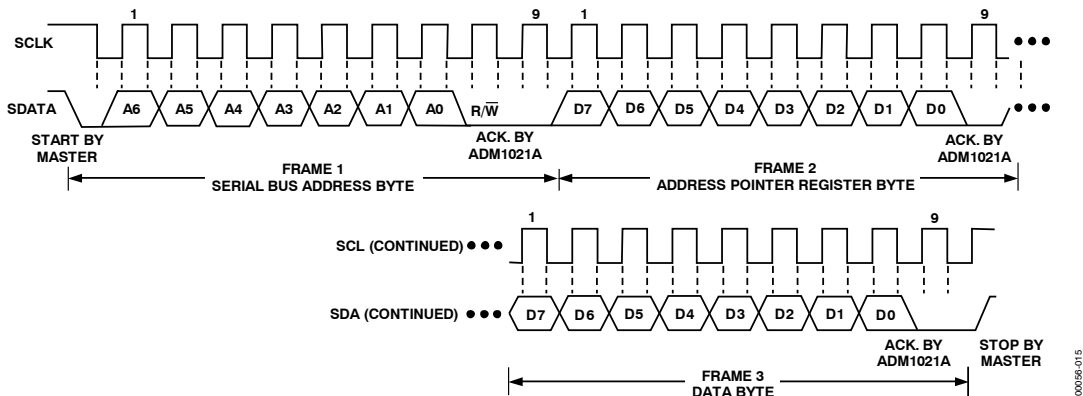 1 9 1 9
SCLK
SDATA A6 A5 A4 A3 A2 A1 A0 R/W̅ D7 D6 D5 D4 D3 D2 D1 D0
START BY
MASTER
ACK. BY
ADM1021A
ACK. BY
ADM1021A
FRAME 1
SERIAL BUS ADDRESS BYTE
FRAME 2
ADDRESS POINTER REGISTER BYTE
1 9
SCL (CONTINUED)
SDA (CONTINUED) D7 D6 D5 D4 D3 D2 D1 D0
ACK. BY
ADM1021A
STOP BY
MASTER
FRAME 3
DATA BYTE
00056-015